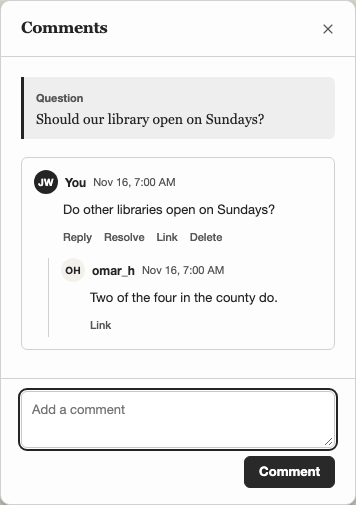 Comments
Question
Should our library open on Sundays?
JW You Nov 16, 7:00 AM
Do other libraries open on Sundays?
Reply Resolve Link Delete
OH omar_h Nov 16, 7:00 AM
Two of the four in the county do.
Link
Add a comment
Comment